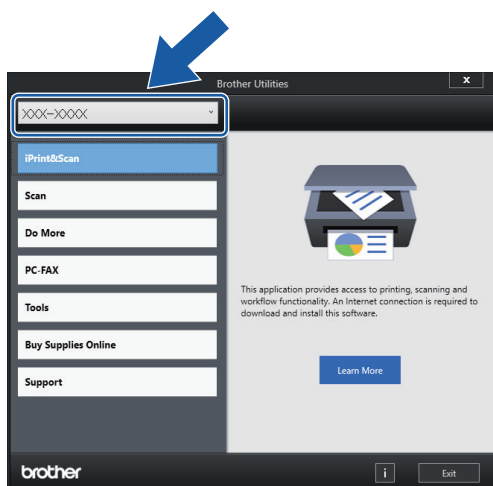 Brother Utilities
x
XXX-XXXX
iPrint&Scan
Scan
Do More
PC-FAX
Tools
Buy Supplies Online
Support
This application provides access to printing, scanning and
workflow functionality. An Internet connection is required to
download and install this software.
Learn More
brother
i
Exit